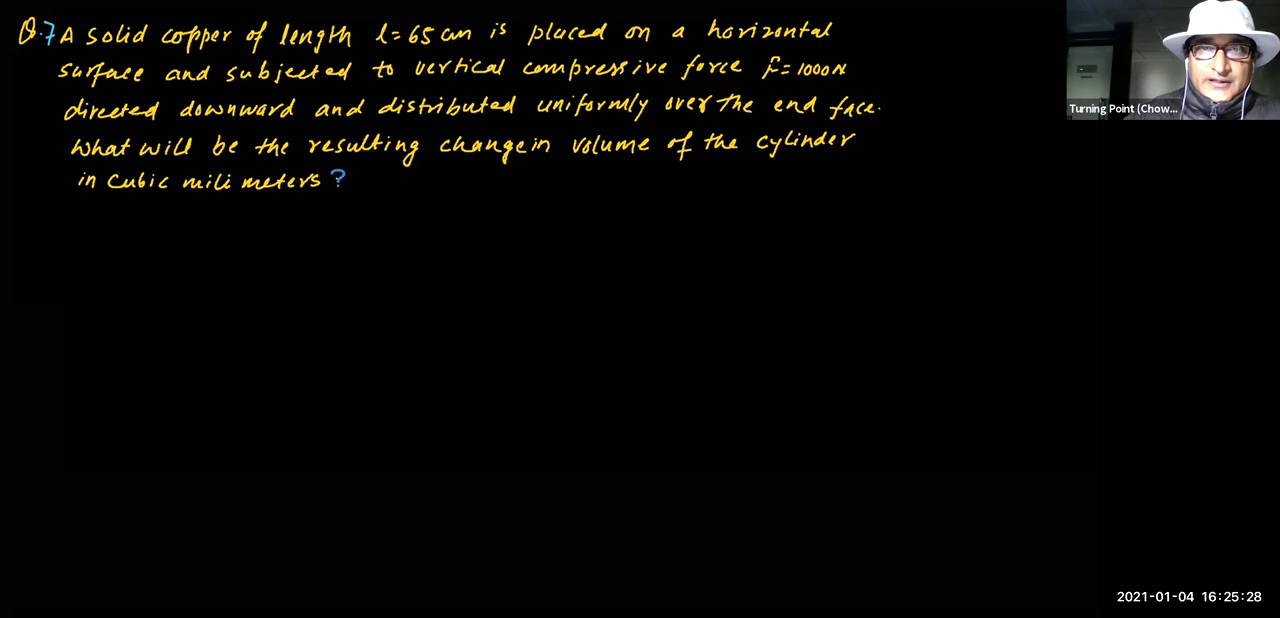 Q.7 A solid copper of length l = 65 cm is placed on a horizontal
surface and subjected to vertical compressive force F = 1000 N
directed downward and distributed uniformly over the end face.
What will be the resulting change in volume of the cylinder
in cubic mili meters ?
Turning Point (Chow...
2021-01-04 16:25:28